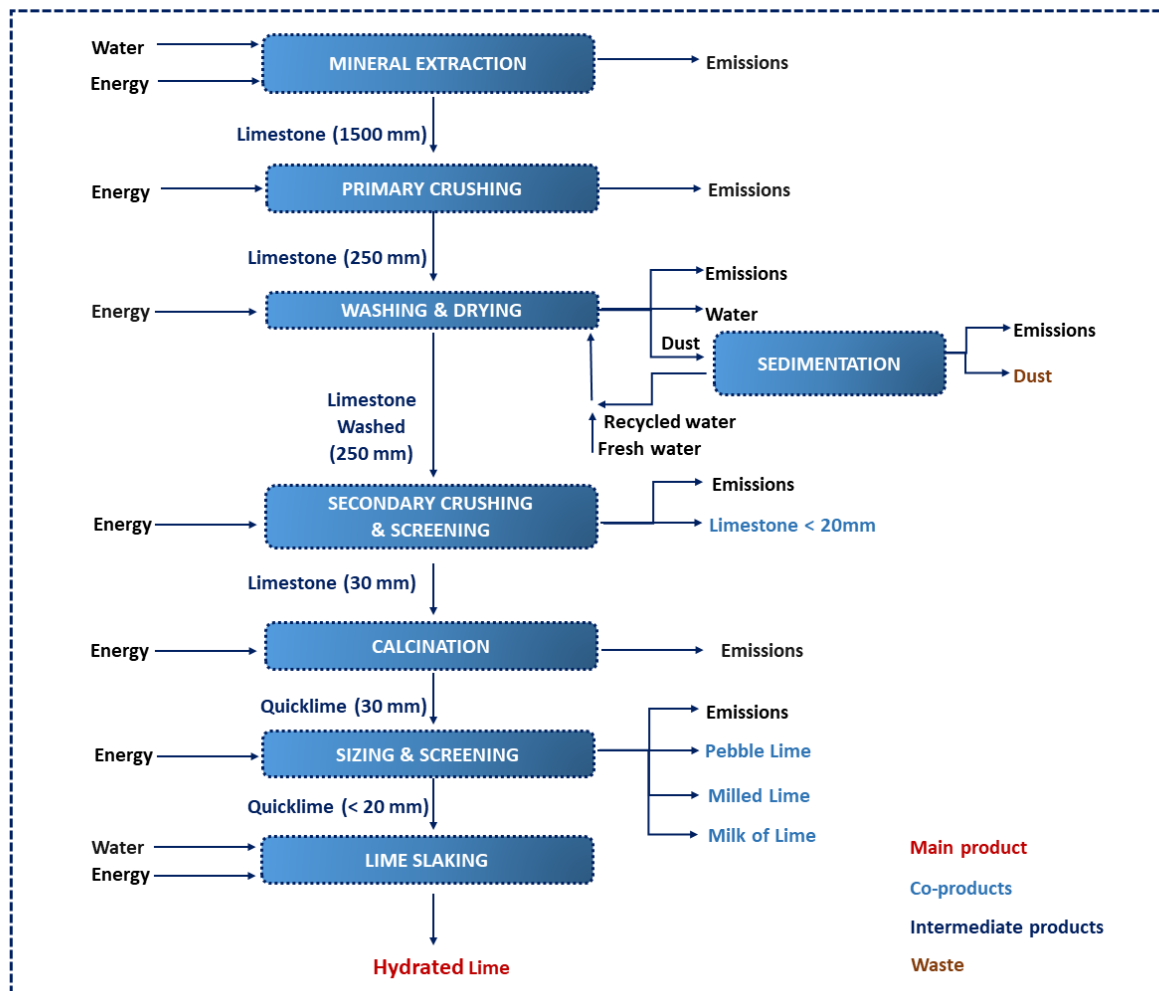 Water
MINERAL EXTRACTION
Emissions
Energy
Limestone (1500 mm)
Energy
PRIMARY CRUSHING
Emissions
Limestone (250 mm)
Emissions
Energy
WASHING & DRYING
Water
Dust
SEDIMENTATION
Emissions
Dust
Limestone
Washed
(250 mm)
Recycled water
Fresh water
Energy
SECONDARY CRUSHING
& SCREENING
Emissions
Limestone < 20mm
Limestone (30 mm)
Energy
CALCINATION
Emissions
Quicklime (30 mm)
Emissions
Energy
SIZING & SCREENING
Pebble Lime
Milled Lime
Milk of Lime
Quicklime (< 20 mm)
Water
Energy
LIME SLAKING
Hydrated Lime
Main product
Co-products
Intermediate products
Waste